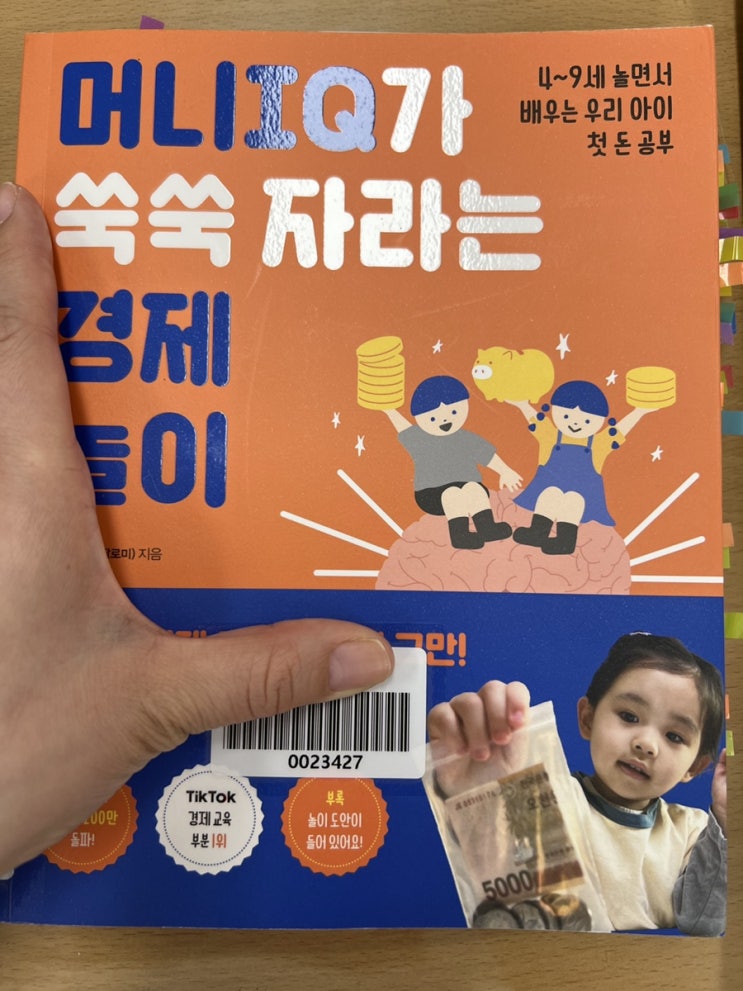 머니IQ가
쑥쑥 자라는
경제
놀이
4~9세 놀면서
배우는 우리 아이
첫 돈 공부
지음
그만!
0023427
돌파!
TikTok
경제 교육
부분 1위
부록
놀이 도안이
들어 있어요!
5000